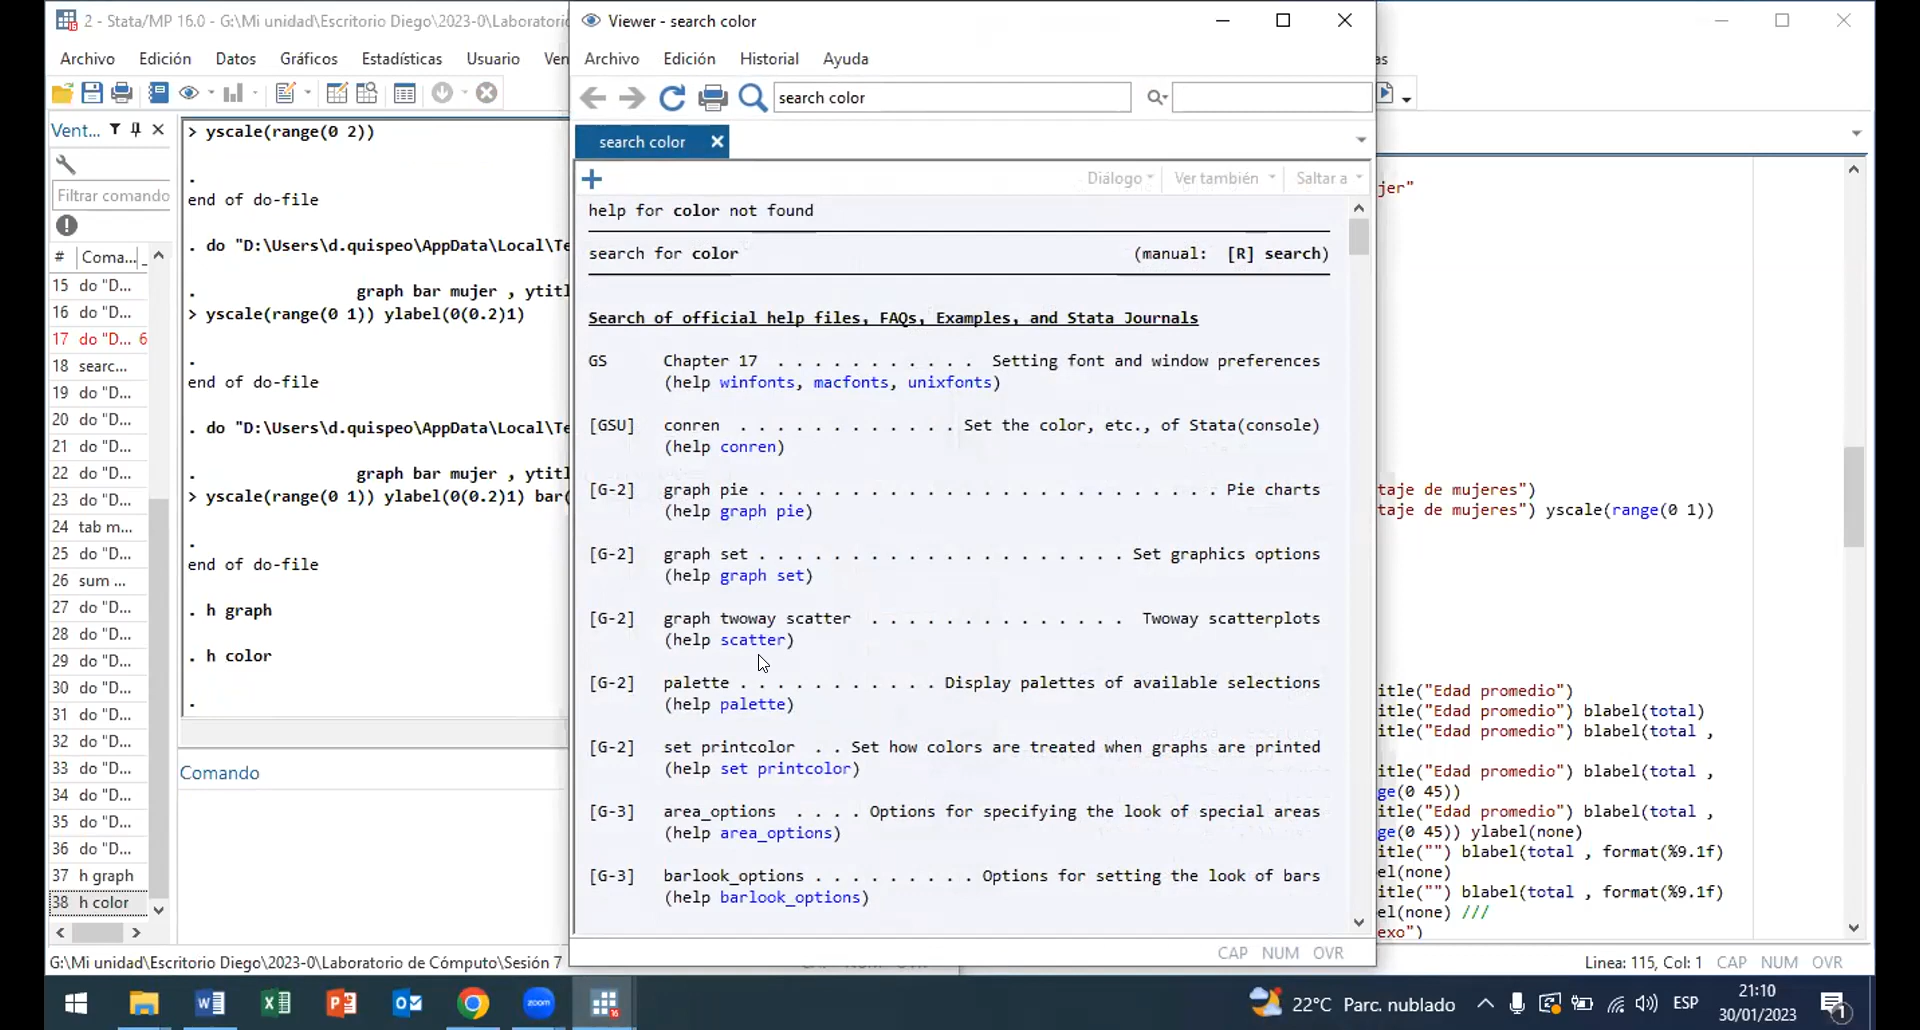 2 - Stata/MP 16.0 - G:\Mi unidad\Escritorio Diego\2023-0\Laboratorio
Archivo Edición Datos Gráficos Estadísticas Usuario Ven
Vent...
Filtrar comando
# Coma...
15 do "D...
16 do "D...
17 do "D... 6
18 searc...
19 do "D...
20 do "D...
21 do "D...
22 do "D...
23 do "D...
24 tab m...
25 do "D...
26 sum ...
27 do "D...
28 do "D...
29 do "D...
30 do "D...
31 do "D...
32 do "D...
33 do "D...
34 do "D...
35 do "D...
36 do "D...
37 h graph
38 h color
> yscale(range(0 2))
.
end of do-file
. do "D:\Users\d.quispeo\AppData\Local\Te
. graph bar mujer , ytitl
> yscale(range(0 1)) ylabel(0(0.2)1)
.
end of do-file
. do "D:\Users\d.quispeo\AppData\Local\Te
. graph bar mujer , ytitl
> yscale(range(0 1)) ylabel(0(0.2)1) bar(
.
end of do-file
. h graph
. h color
.
Comando
G:\Mi unidad\Escritorio Diego\2023-0\Laboratorio de Cómputo\Sesión 7
Viewer - search color
Archivo Edición Historial Ayuda
search color
search color
Diálogo Ver también Saltar a
help for color not found
search for color (manual: [R] search)
Search of official help files, FAQs, Examples, and Stata Journals
GS Chapter 17 . . . . . . . . . . . Setting font and window preferences
(help winfonts, macfonts, unixfonts)
[GSU] conren . . . . . . . . . . . . Set the color, etc., of Stata(console)
(help conren)
[G-2] graph pie . . . . . . . . . . . . . . . . . . . . . . . . . Pie charts
(help graph pie)
[G-2] graph set . . . . . . . . . . . . . . . . . . . . Set graphics options
(help graph set)
[G-2] graph twoway scatter . . . . . . . . . . . . . . Twoway scatterplots
(help scatter)
[G-2] palette . . . . . . . . . . . Display palettes of available selections
(help palette)
[G-2] set printcolor . . Set how colors are treated when graphs are printed
(help set printcolor)
[G-3] area_options . . . . Options for specifying the look of special areas
(help area_options)
[G-3] barlook_options . . . . . . . . . Options for setting the look of bars
(help barlook_options)
CAP NUM OVR
as
jer"
taje de mujeres")
taje de mujeres") yscale(range(0 1))
itle("Edad promedio")
itle("Edad promedio") blabel(total)
itle("Edad promedio") blabel(total ,
itle("Edad promedio") blabel(total ,
ge(0 45))
itle("Edad promedio") blabel(total ,
ge(0 45)) ylabel(none)
itle("") blabel(total , format(%9.1f)
el(none)
itle("") blabel(total , format(%9.1f)
el(none) ///
exo")
Línea: 115, Col: 1 CAP NUM OVR
zoom
16
22°C Parc. nublado
ESP
21:10
30/01/2023
1